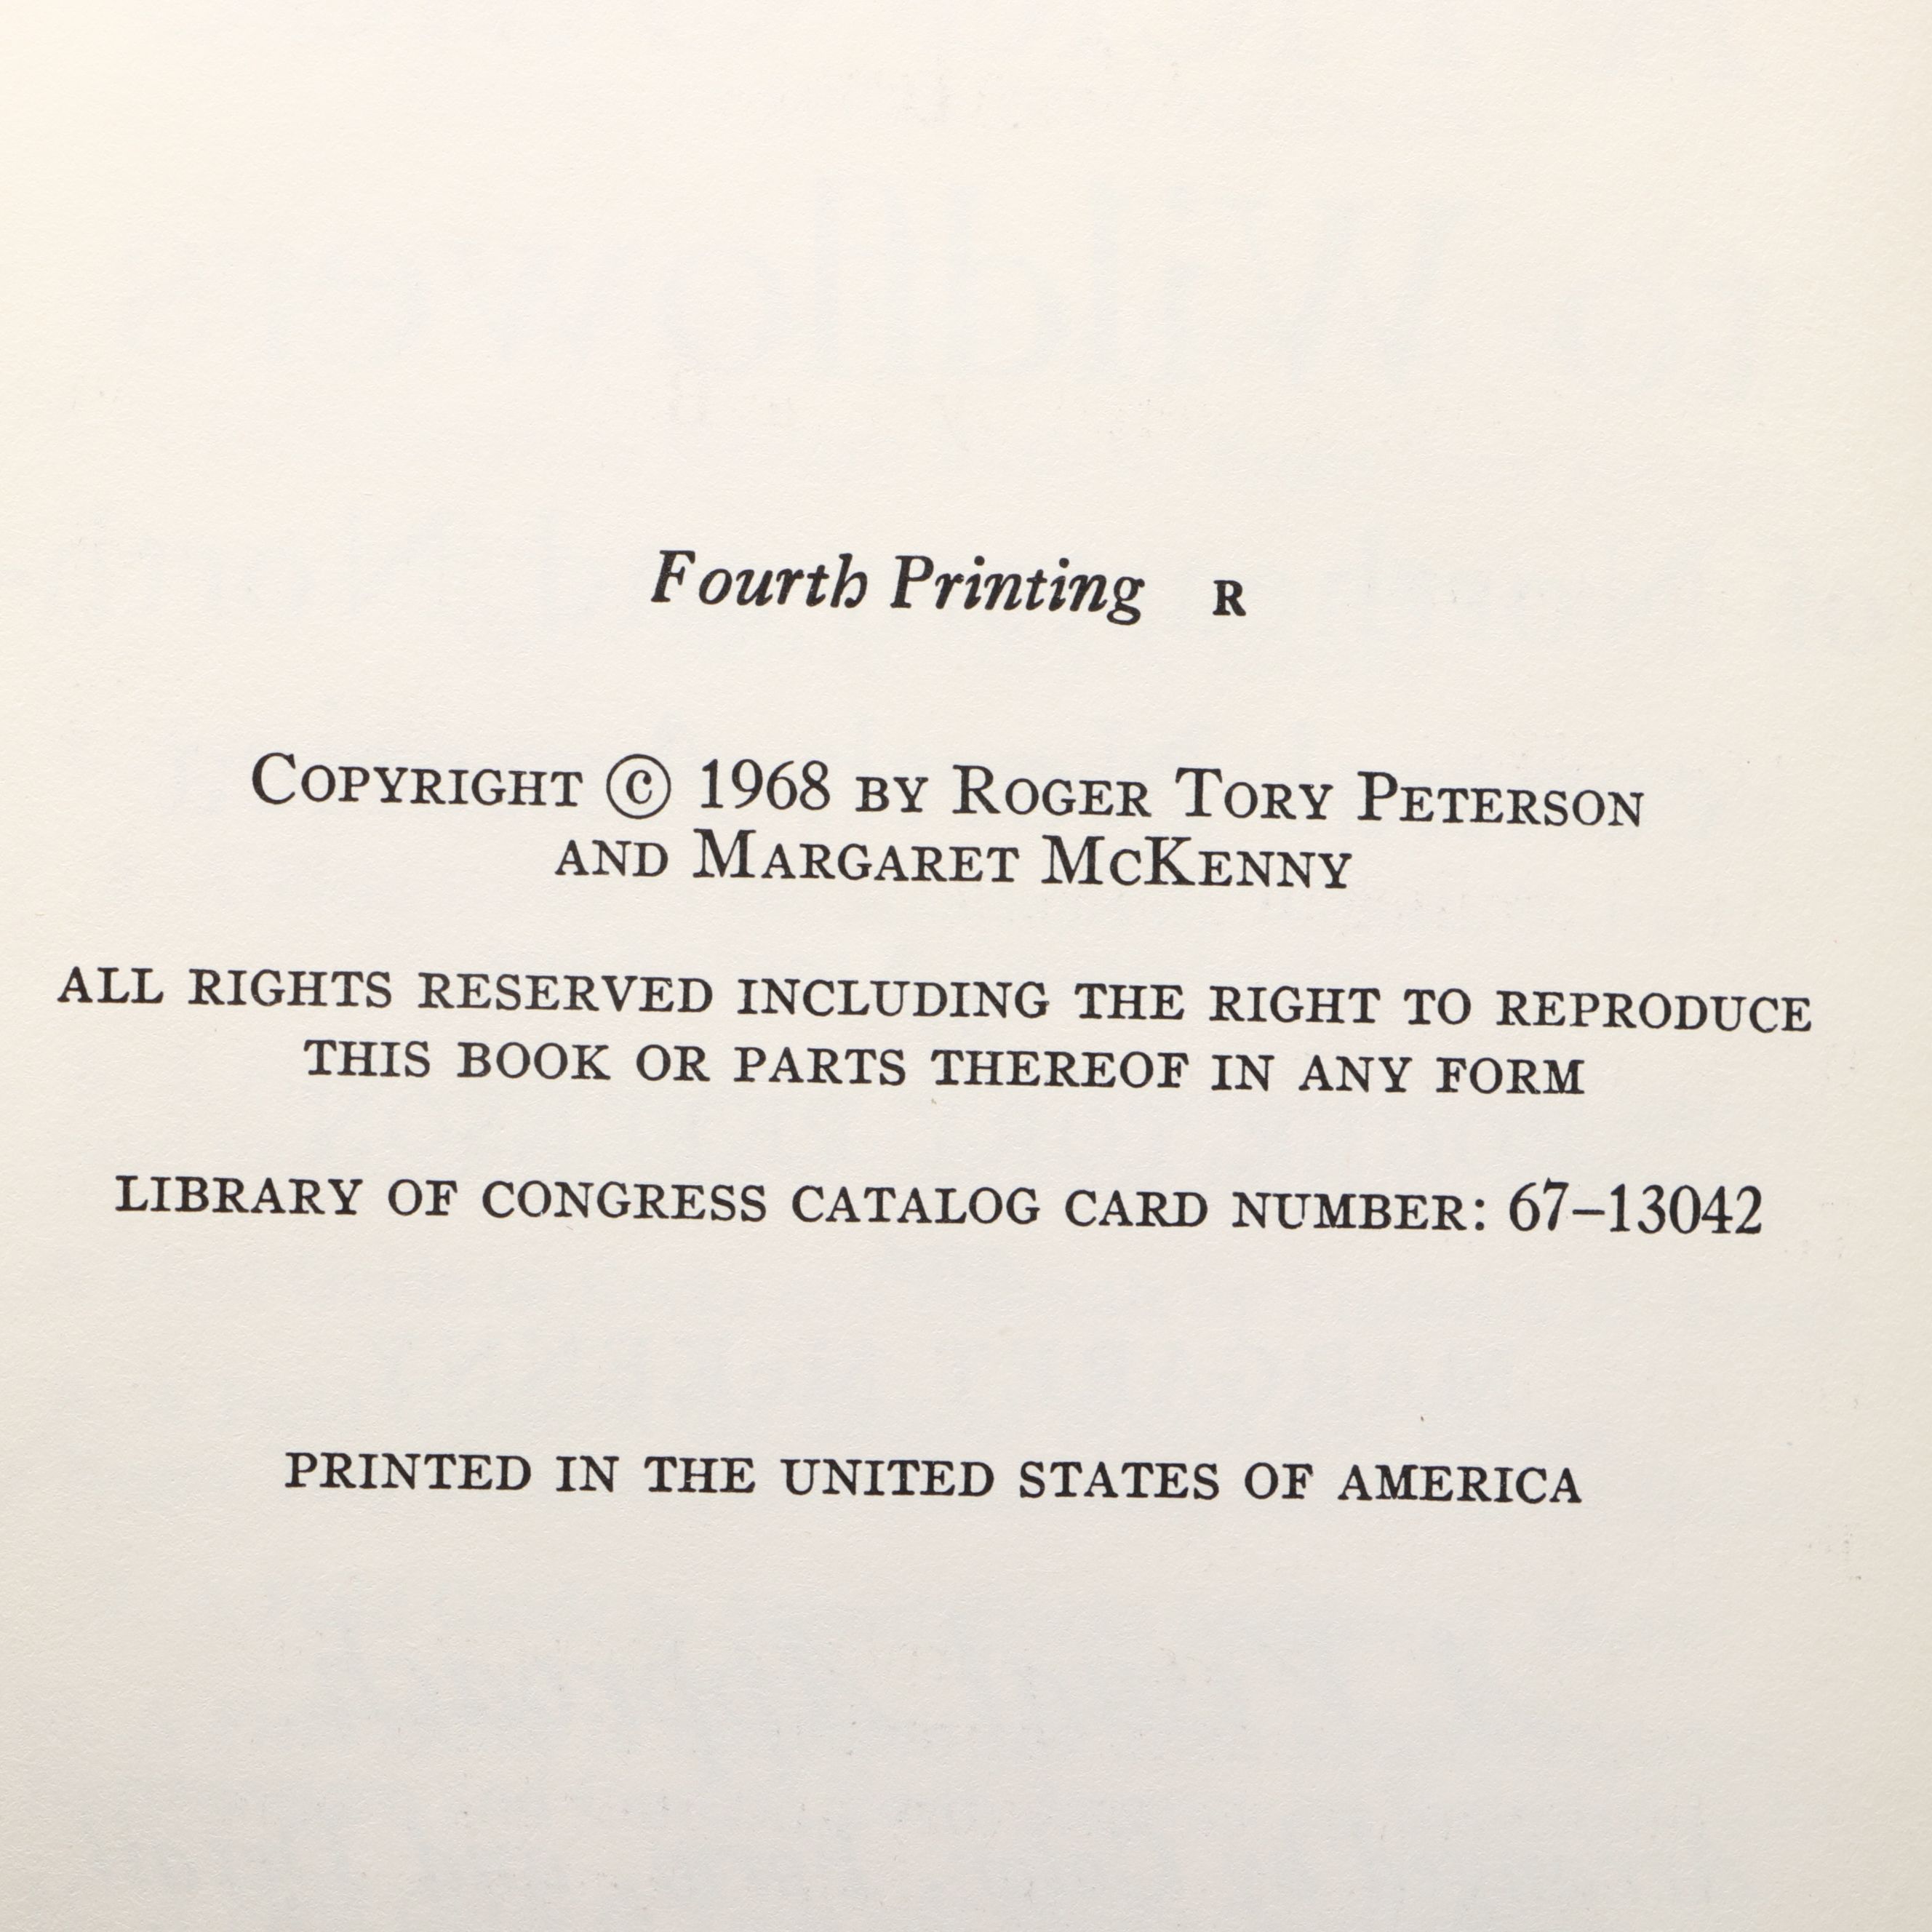 Fourth Printing R
Copyright © 1968 by Roger Tory Peterson
and Margaret McKenny
ALL RIGHTS RESERVED INCLUDING THE RIGHT TO REPRODUCE
THIS BOOK OR PARTS THEREOF IN ANY FORM
LIBRARY OF CONGRESS CATALOG CARD NUMBER: 67–13042
PRINTED IN THE UNITED STATES OF AMERICA